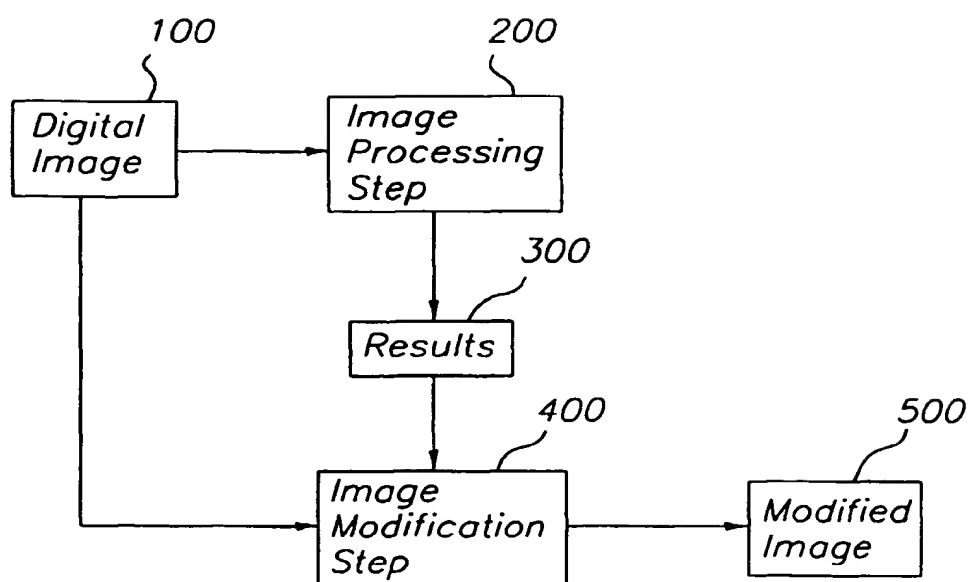 100
200
Digital
Image
Image
Processing
Step
300
Results
400
500
Image
Modification
Step
Modified
Image